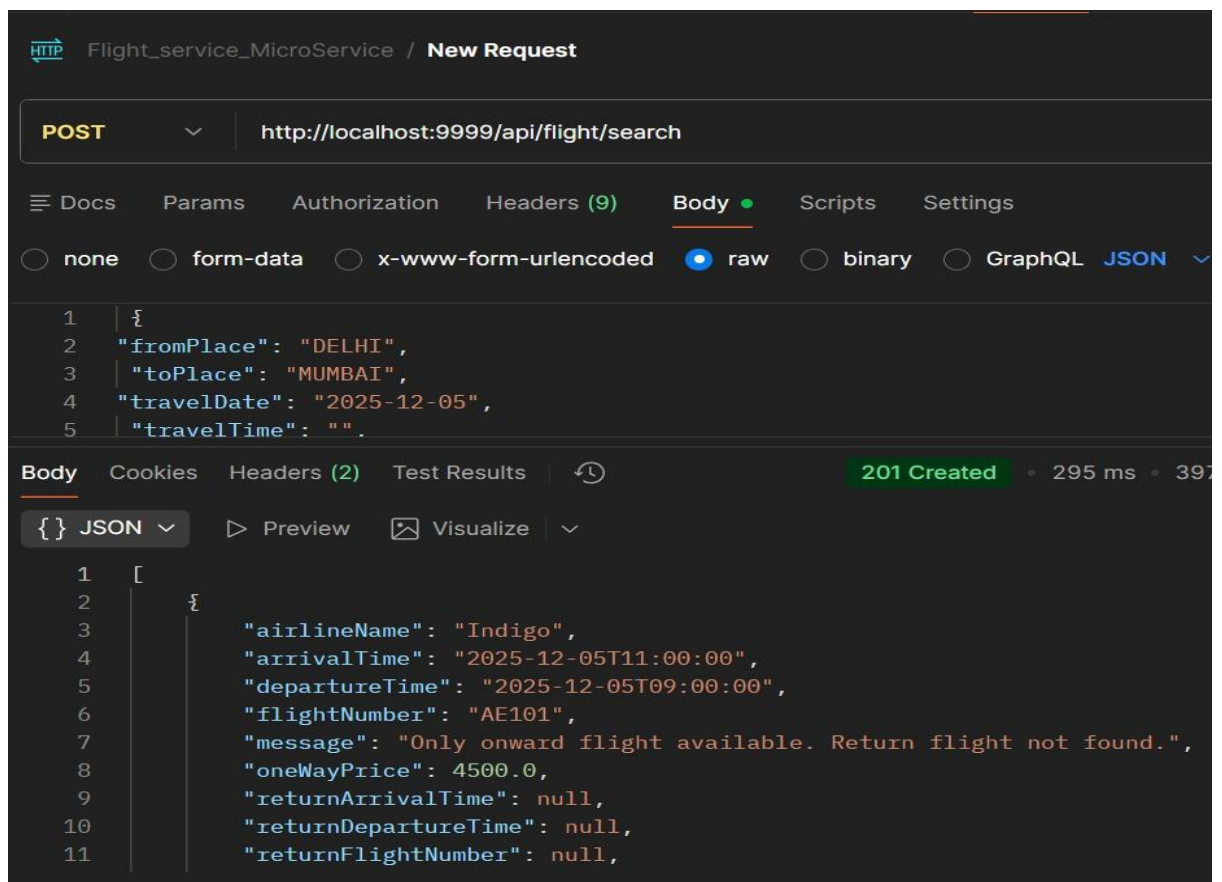 HTTP Flight_service_MicroService / New Request
POST http://localhost:9999/api/flight/search
Docs Params Authorization Headers (9) Body Scripts Settings
none form-data x-www-form-urlencoded raw binary GraphQL JSON
1 {
2 "fromPlace": "DELHI",
3 "toPlace": "MUMBAI",
4 "travelDate": "2025-12-05",
5 "travelTime": "",
Body Cookies Headers (2) Test Results 201 Created • 295 ms • 397
{} JSON Preview Visualize
1 [
2 {
3 "airlineName": "Indigo",
4 "arrivalTime": "2025-12-05T11:00:00",
5 "departureTime": "2025-12-05T09:00:00",
6 "flightNumber": "AE101",
7 "message": "Only onward flight available. Return flight not found.",
8 "oneWayPrice": 4500.0,
9 "returnArrivalTime": null,
10 "returnDepartureTime": null,
11 "returnFlightNumber": null,